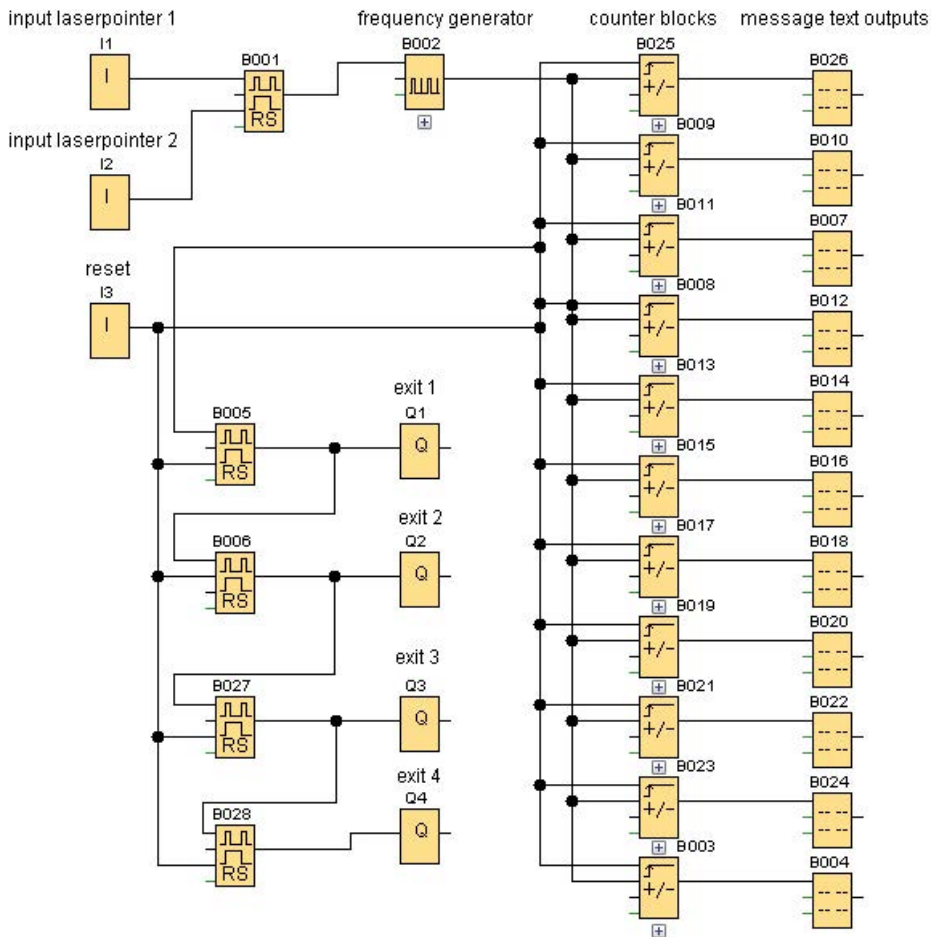 input laserpointer 1
frequency generator
counter blocks
message text outputs
I1
I
B001
RS
B002
B025
+/-
B026
input laserpointer 2
I2
I
B009
+/-
B010
B011
+/-
B007
reset
I3
I
B008
+/-
B012
B013
+/-
B014
exit 1
B005
RS
Q1
Q
B015
+/-
B016
exit 2
B006
RS
Q2
Q
B017
+/-
B018
B019
+/-
B020
exit 3
B027
RS
Q3
Q
B021
+/-
B022
exit 4
B028
RS
Q4
Q
B023
+/-
B024
B003
+/-
B004